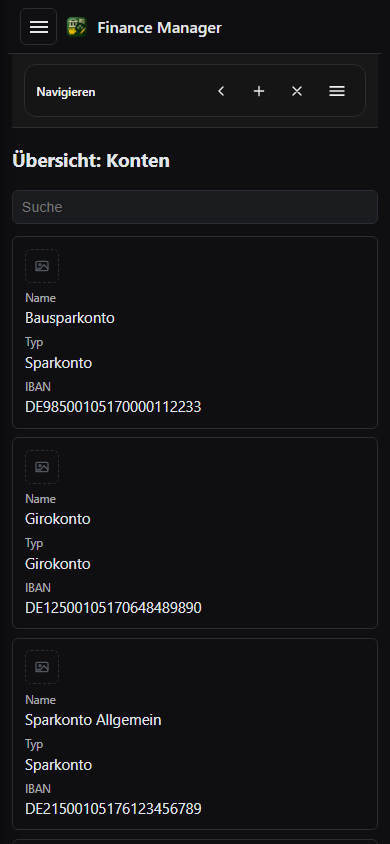 Finance Manager
Navigieren
Übersicht: Konten
Suche
Name
Bausparkonto
Typ
Sparkonto
IBAN
DE98500105170000112233
Name
Girokonto
Typ
Girokonto
IBAN
DE12500105170648489890
Name
Sparkonto Allgemein
Typ
Sparkonto
IBAN
DE21500105176123456789